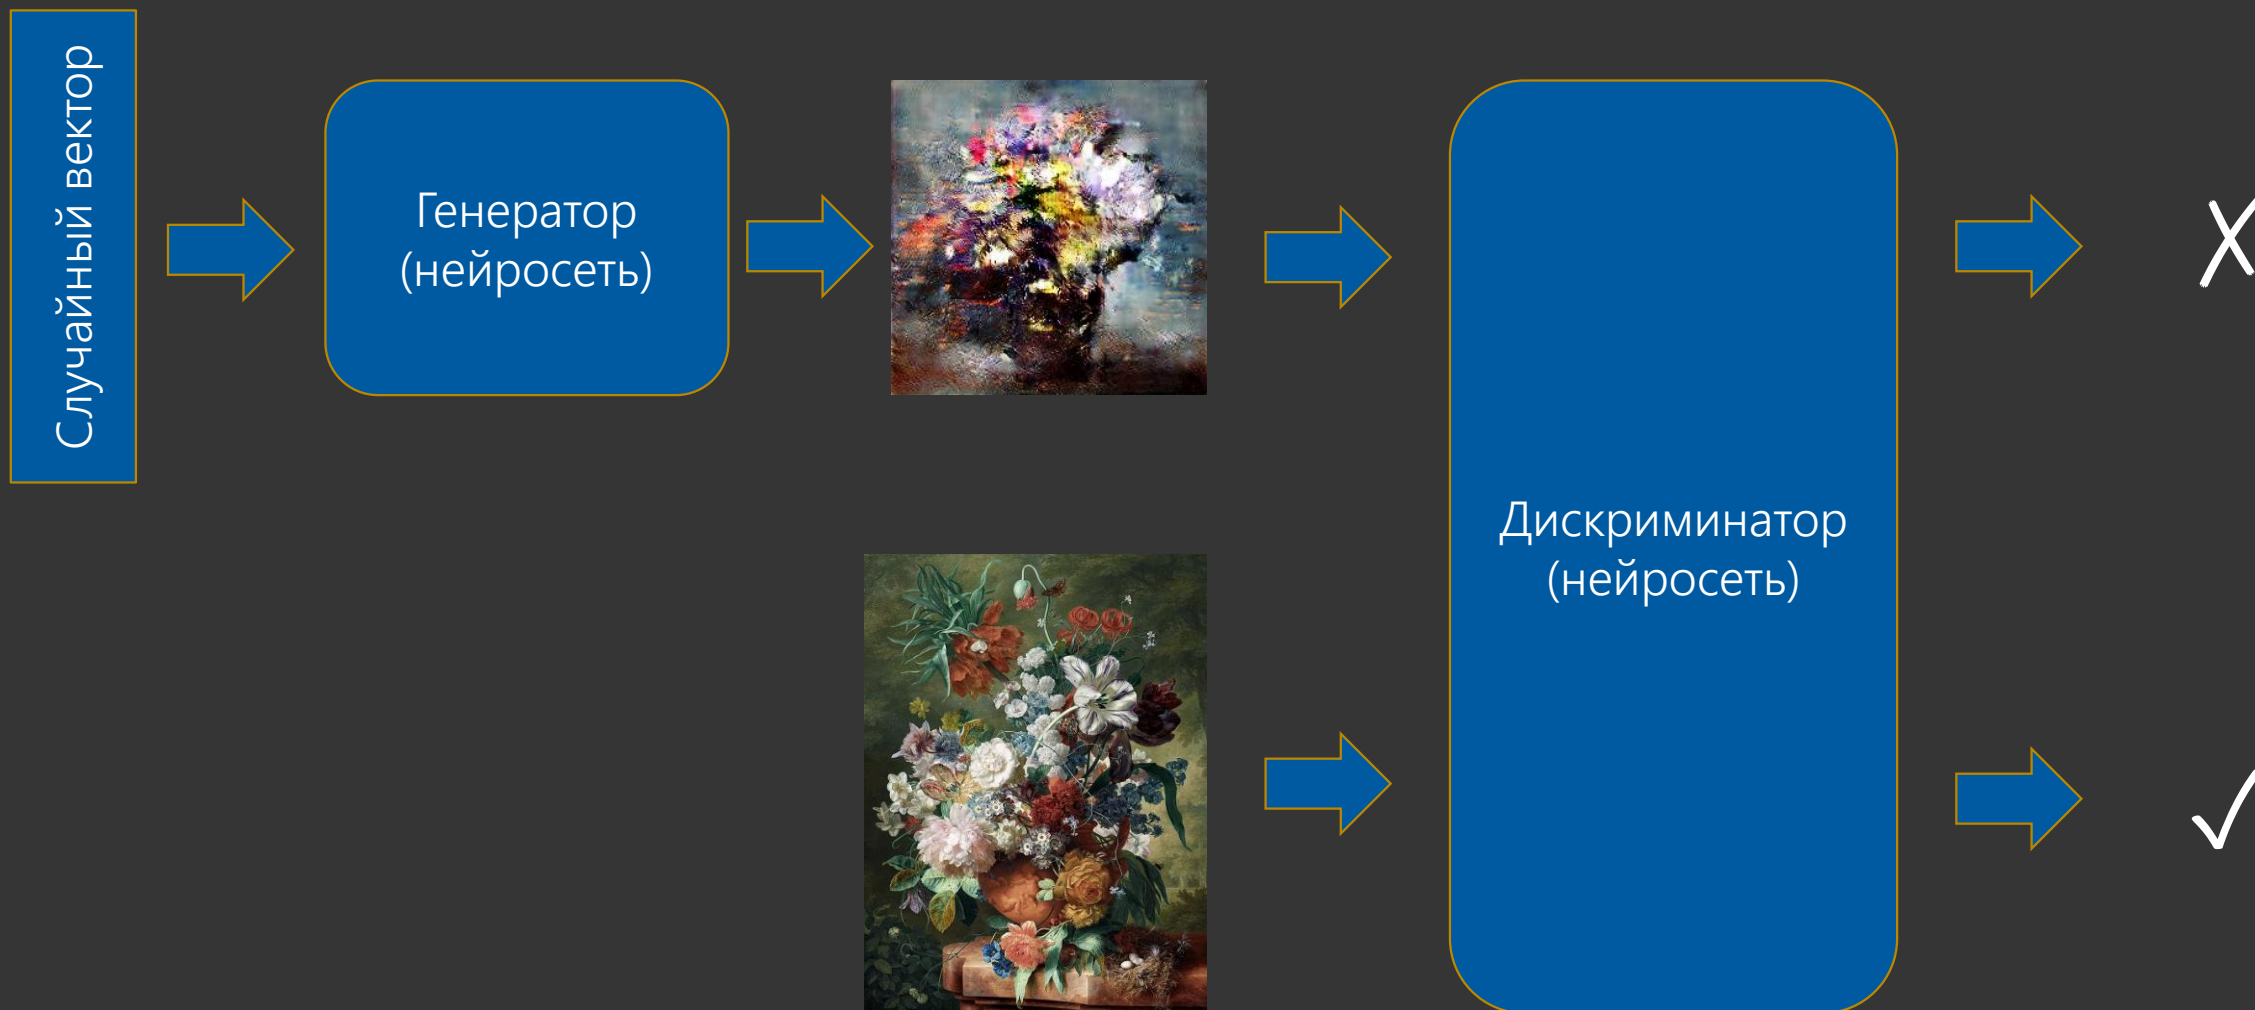 Случайный вектор
Генератор
(нейросеть)
Дискриминатор
(нейросеть)